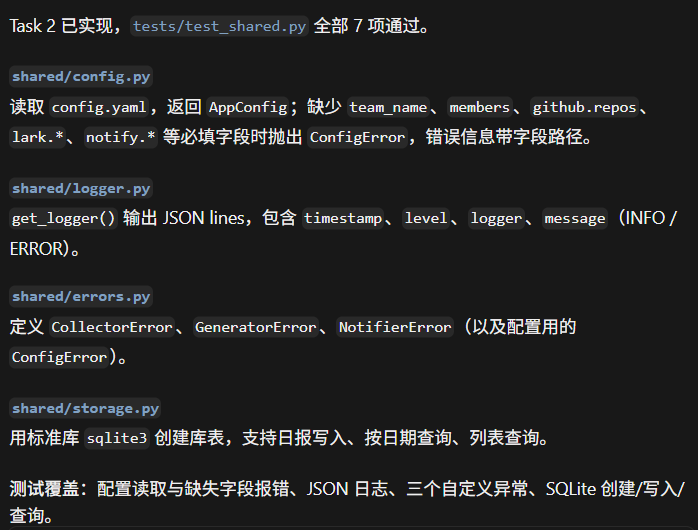 Task 2 已实现，tests/test_shared.py 全部 7 项通过。
shared/config.py
读取 config.yaml，返回 AppConfig；缺少 team_name、members、github.repos、
lark.*、notify.* 等必填字段时抛出 ConfigError，错误信息带字段路径。
shared/logger.py
get_logger() 输出 JSON lines，包含 timestamp、level、logger、message（INFO /
ERROR）。
shared/errors.py
定义 CollectorError、GeneratorError、NotifierError（以及配置用的
ConfigError）。
shared/storage.py
用标准库 sqlite3 创建库表，支持日报写入、按日期查询、列表查询。
测试覆盖：配置读取与缺失字段报错、JSON 日志、三个自定义异常、SQLite 创建/写入/
查询。